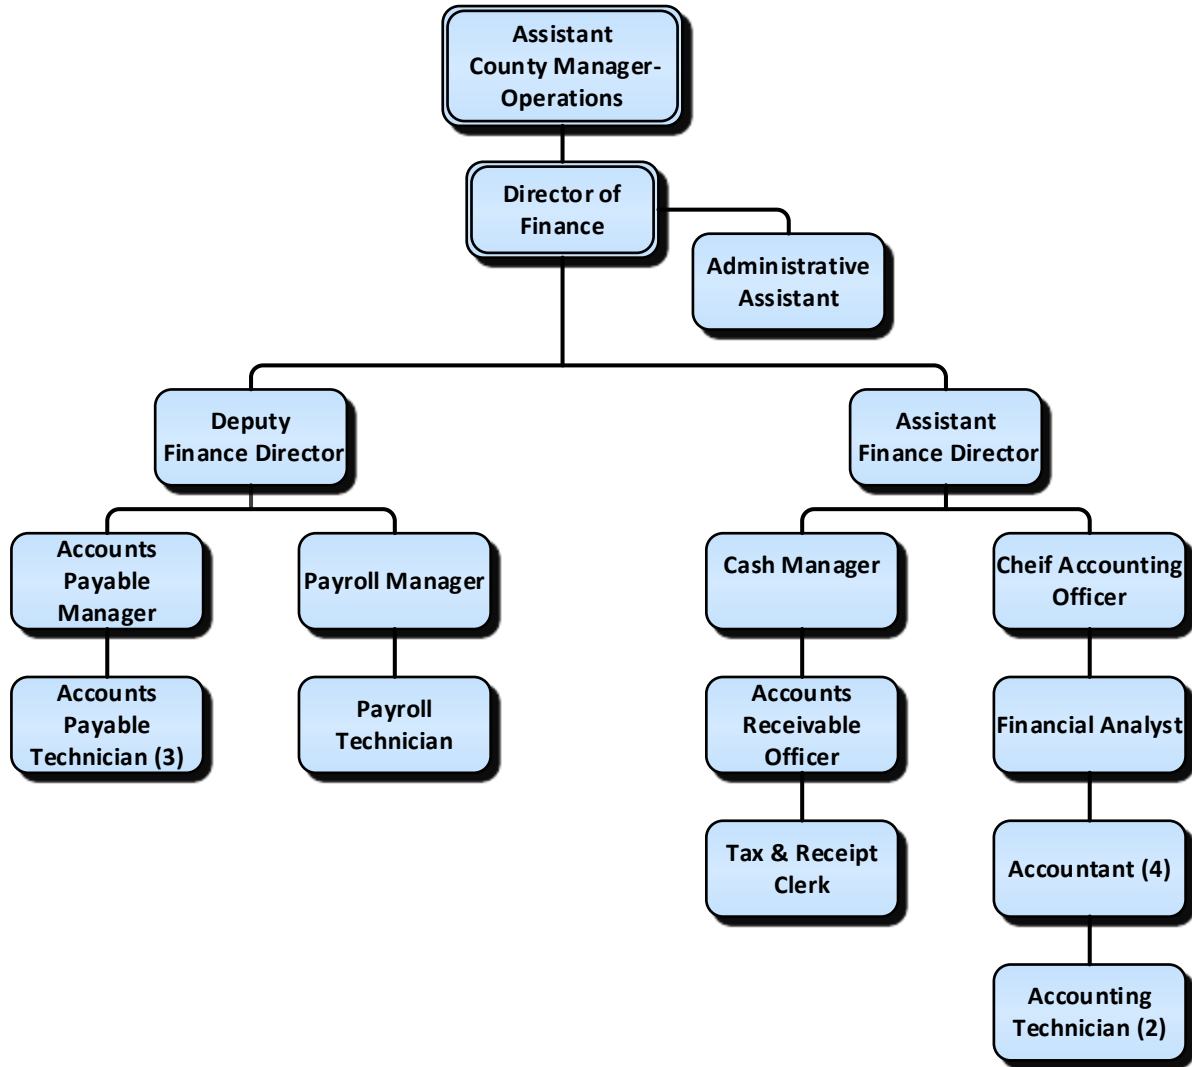 Assistant
County Manager-
Operations
Director of
Finance
Administrative
Assistant
Deputy
Finance Director
Assistant
Finance Director
Accounts
Payable
Manager
Payroll Manager
Cash Manager
Cheif Accounting
Officer
Accounts
Payable
Technician (3)
Payroll
Technician
Accounts
Receivable
Officer
Financial Analyst
Tax & Receipt
Clerk
Accountant (4)
Accounting
Technician (2)